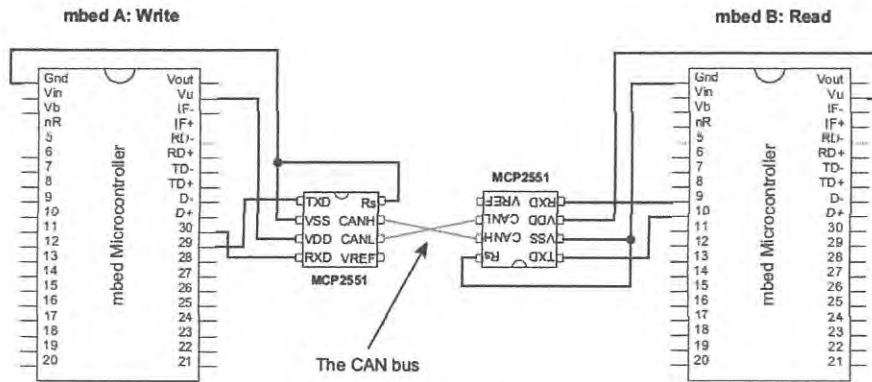 mbed A: Write
mbed B: Read
Gnd
Vin
Vb
nR
5
6
7
8
9
10
11
12
13
14
15
16
17
18
19
20
mbed Microcontroller
Vout
Vu
IF-
IF+
RD-
RD+
TD-
TD+
D-
D+
30
29
28
27
26
25
24
23
22
21
TXD
VSS
VDD
RXD
Rs
CANH
CANL
VREF
MCP2551
MCP2551
VREF
CANL
CANH
Rs
RXD
VDD
VSS
TXD
The CAN bus
Gnd
Vin
Vb
nR
5
6
7
8
9
10
11
12
13
14
15
16
17
18
19
20
mbed Microcontroller
Vout
Vu
IF-
IF+
RD-
RD+
TD-
TD+
D-
D+
30
29
28
27
26
25
24
23
22
21